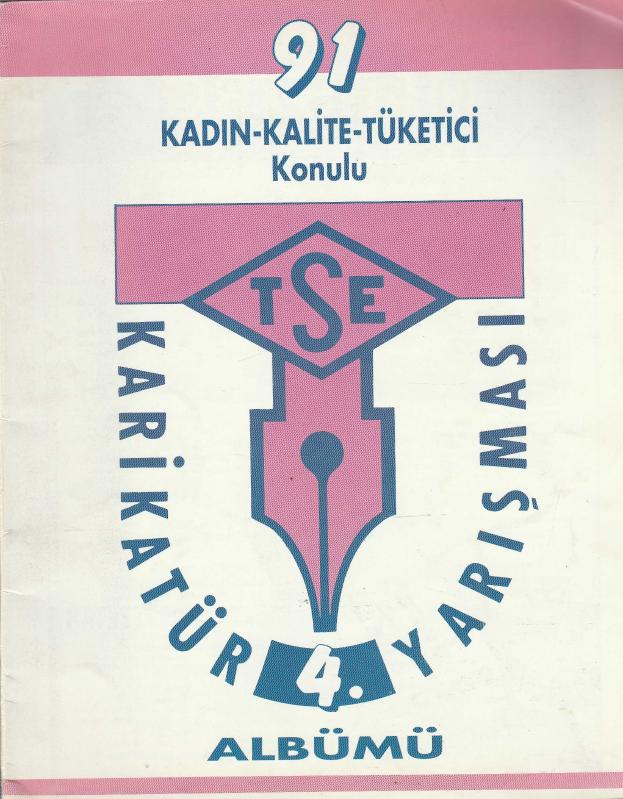 91
KADIN-KALİTE-TÜKETİCİ
Konulu
TSE
KARİKATÜR 4. YARIŞMASI
ALBÜMÜ